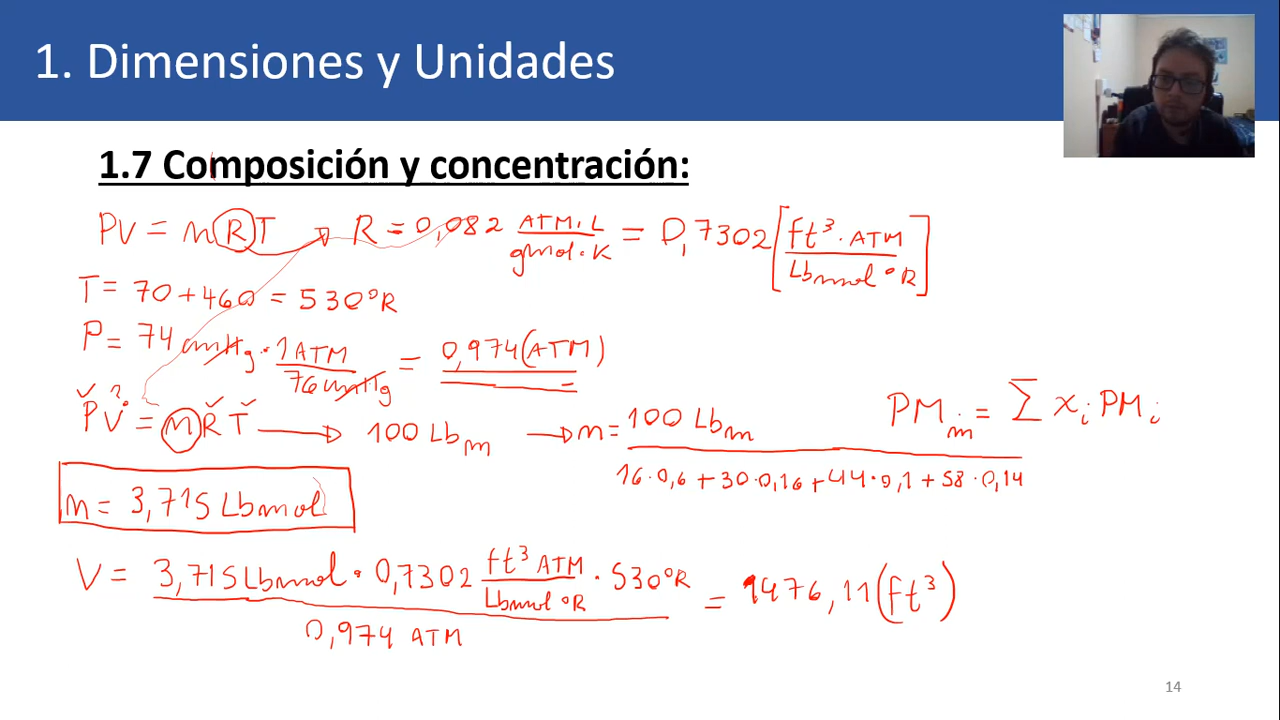 1. Dimensiones y Unidades
1.7 Composición y concentración:
PV = nRT → R = 0,082 ATM.L / gmol.K = 0,7302 [ft³.ATM / Lbmol °R]
T = 70+460 = 530°R
P = 74 cmHg . 1 ATM / 76 cmHg = 0,974 (ATM)
PV? = nRT → 100 Lbm → n = 100 Lbm / 16.0,6 + 30.0,16 + 44.0,1 + 58.0,14
PMm = Σ xi PMi
n = 3,715 Lbmol
V = 3,715 Lbmol . 0,7302 ft³ ATM / Lbmol °R . 530°R / 0,974 ATM = 1476,11 (ft³)
14